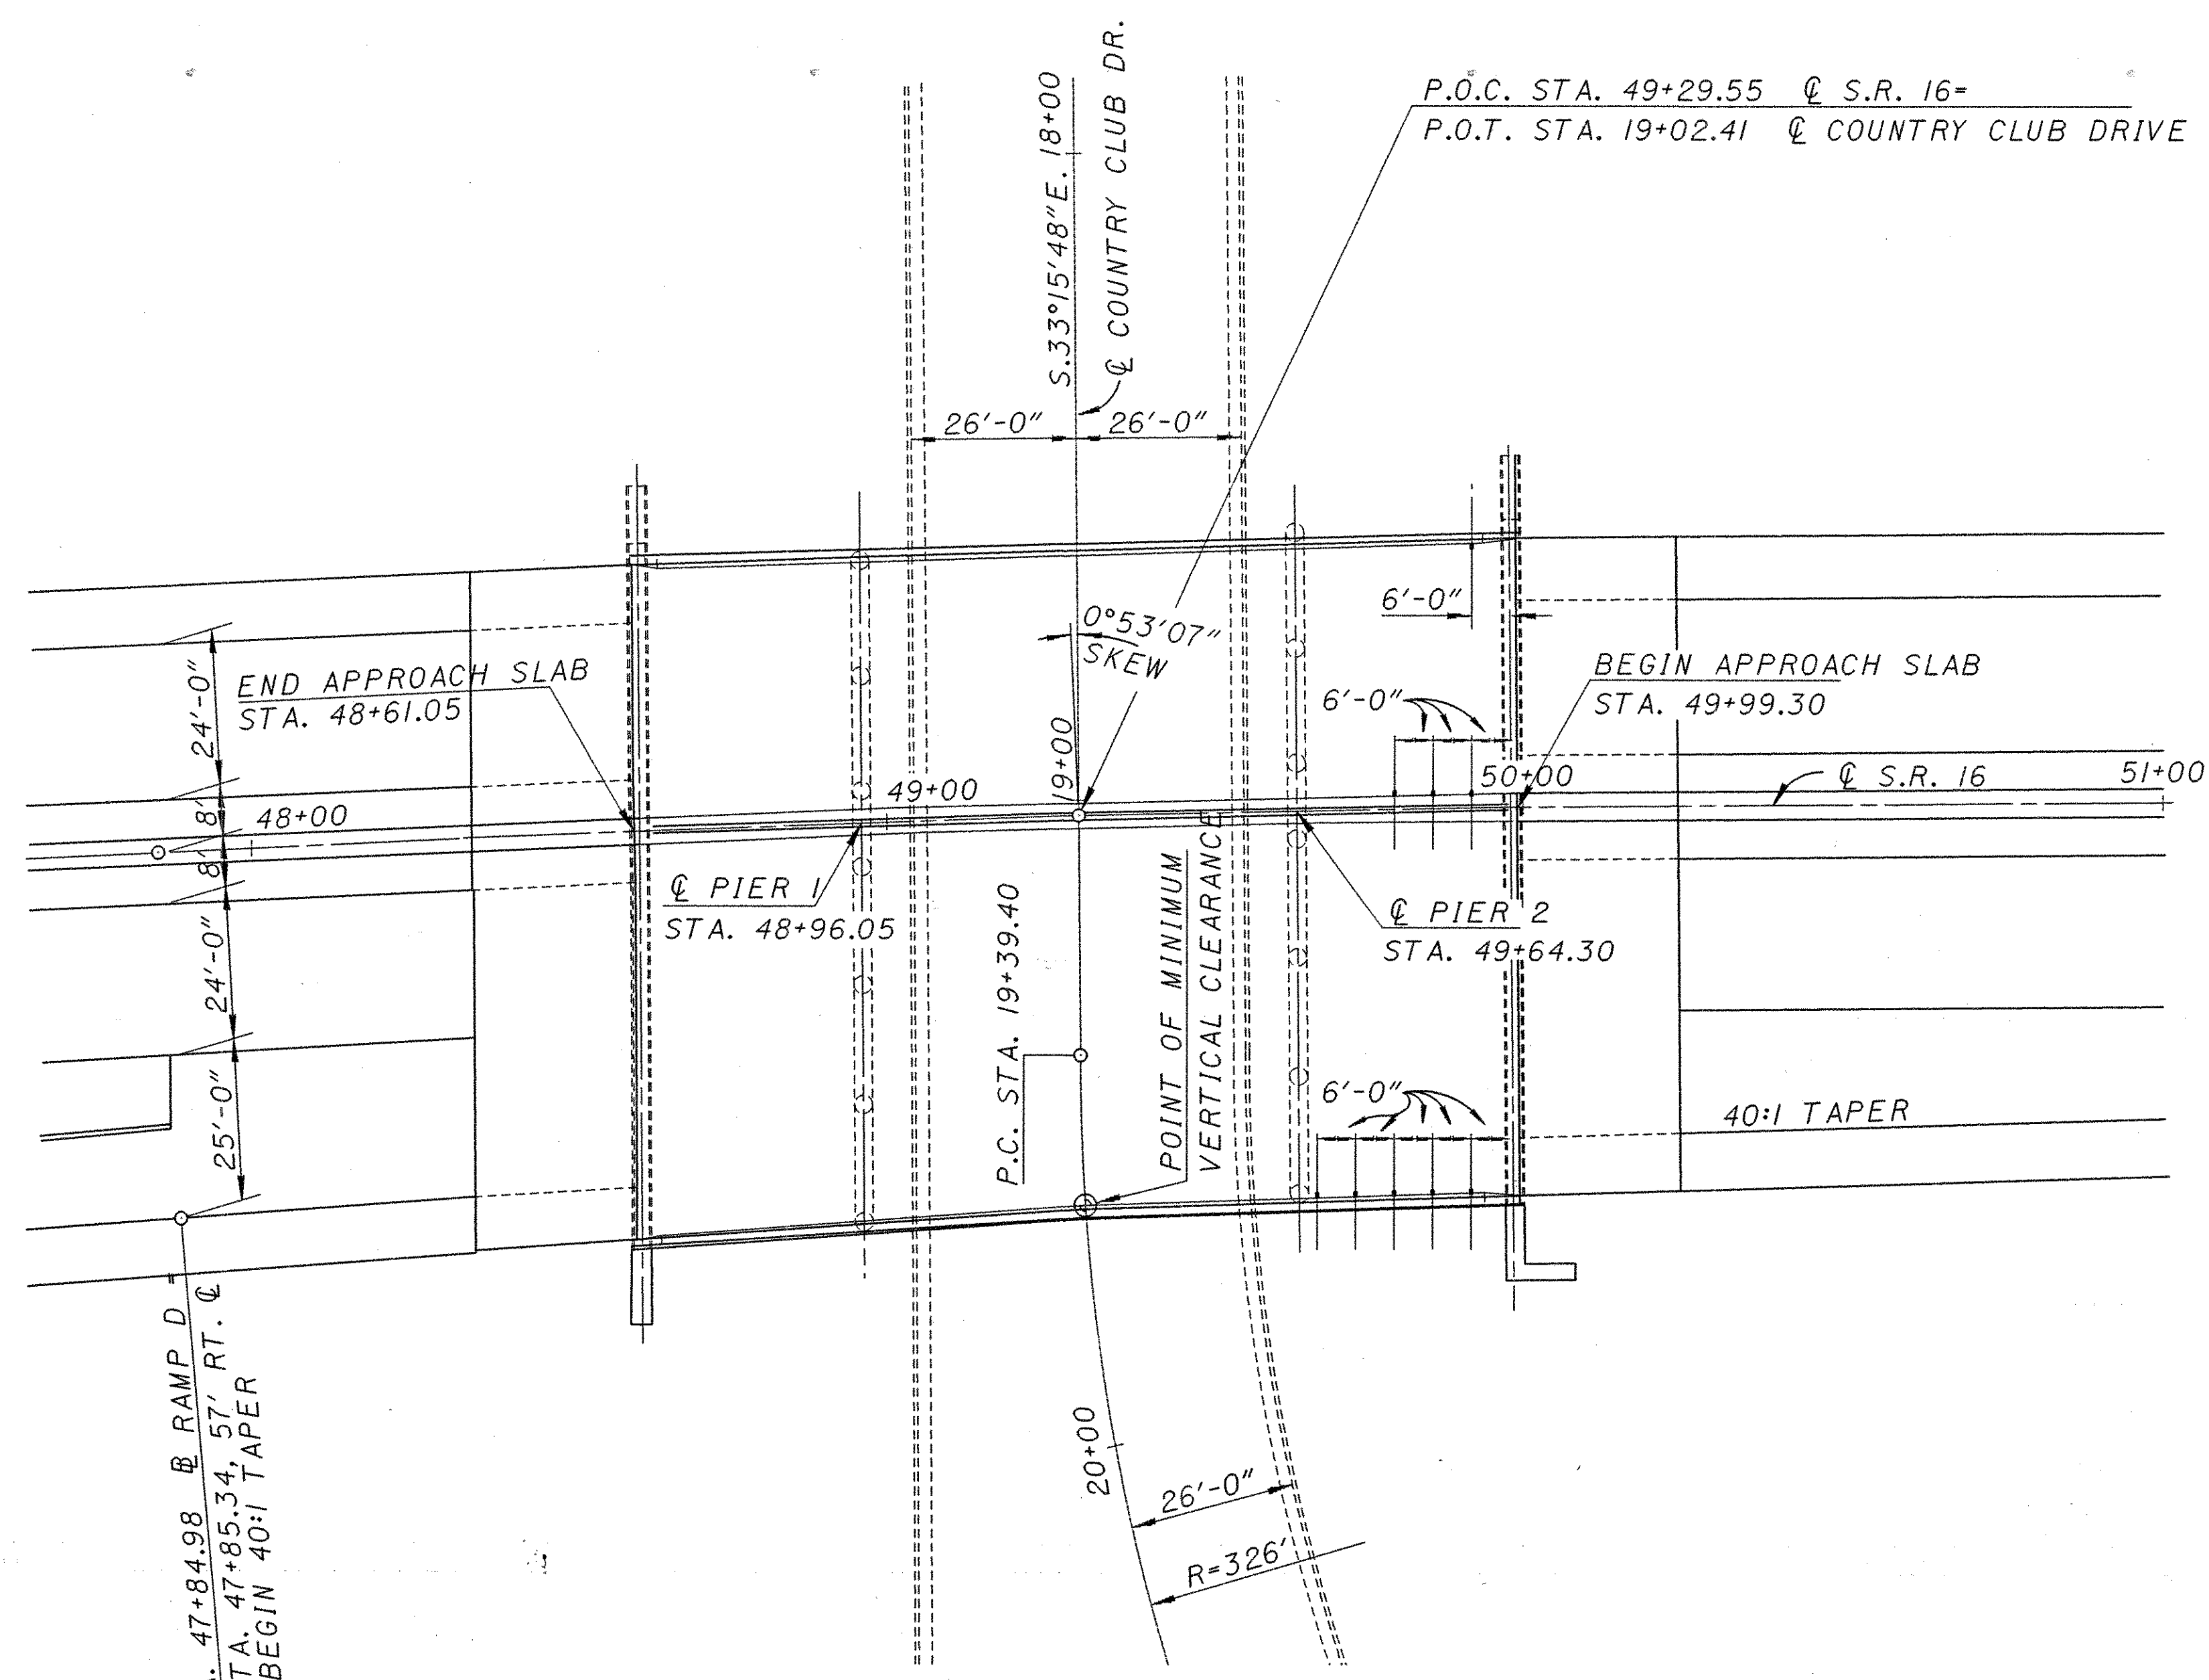 P.O.C. STA. 49+29.55 ℄ S.R. 16=
P.O.T. STA. 19+02.41 ℄ COUNTRY CLUB DRIVE
S.33°15'48"E. 18+00
℄ COUNTRY CLUB DR.
26'-0" 26'-0"
0°53'07"
SKEW
6'-0"
END APPROACH SLAB
STA. 48+61.05
BEGIN APPROACH SLAB
STA. 49+99.30
6'-0"
24'-0"
8'
8'
24'-0"
25'-0"
48+00
49+00
19+00
50+00
℄ S.R. 16
51+00
℄ PIER 1
STA. 48+96.05
℄ PIER 2
STA. 49+64.30
P.C. STA. 19+39.40
POINT OF MINIMUM
VERTICAL CLEARANCE
6'-0"
40:1 TAPER
20+00
26'-0"
R=326'
47+84.98 B RAMP D
TA. 47+85.34, 57' RT. ℄
BEGIN 40:1 TAPER